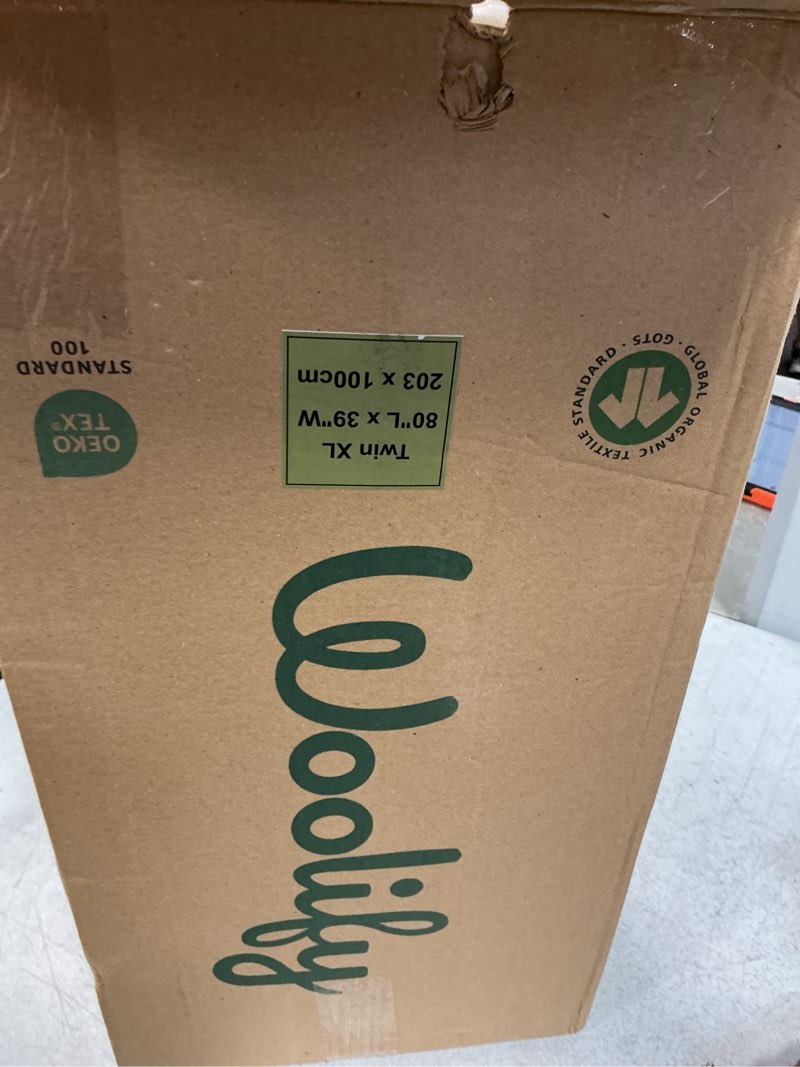 Woolify
Twin XL
80"L x 39"W
203 x 100cm
OEKO
TEX®
STANDARD
100
GLOBAL ORGANIC TEXTILE STANDARD · GOTS ·